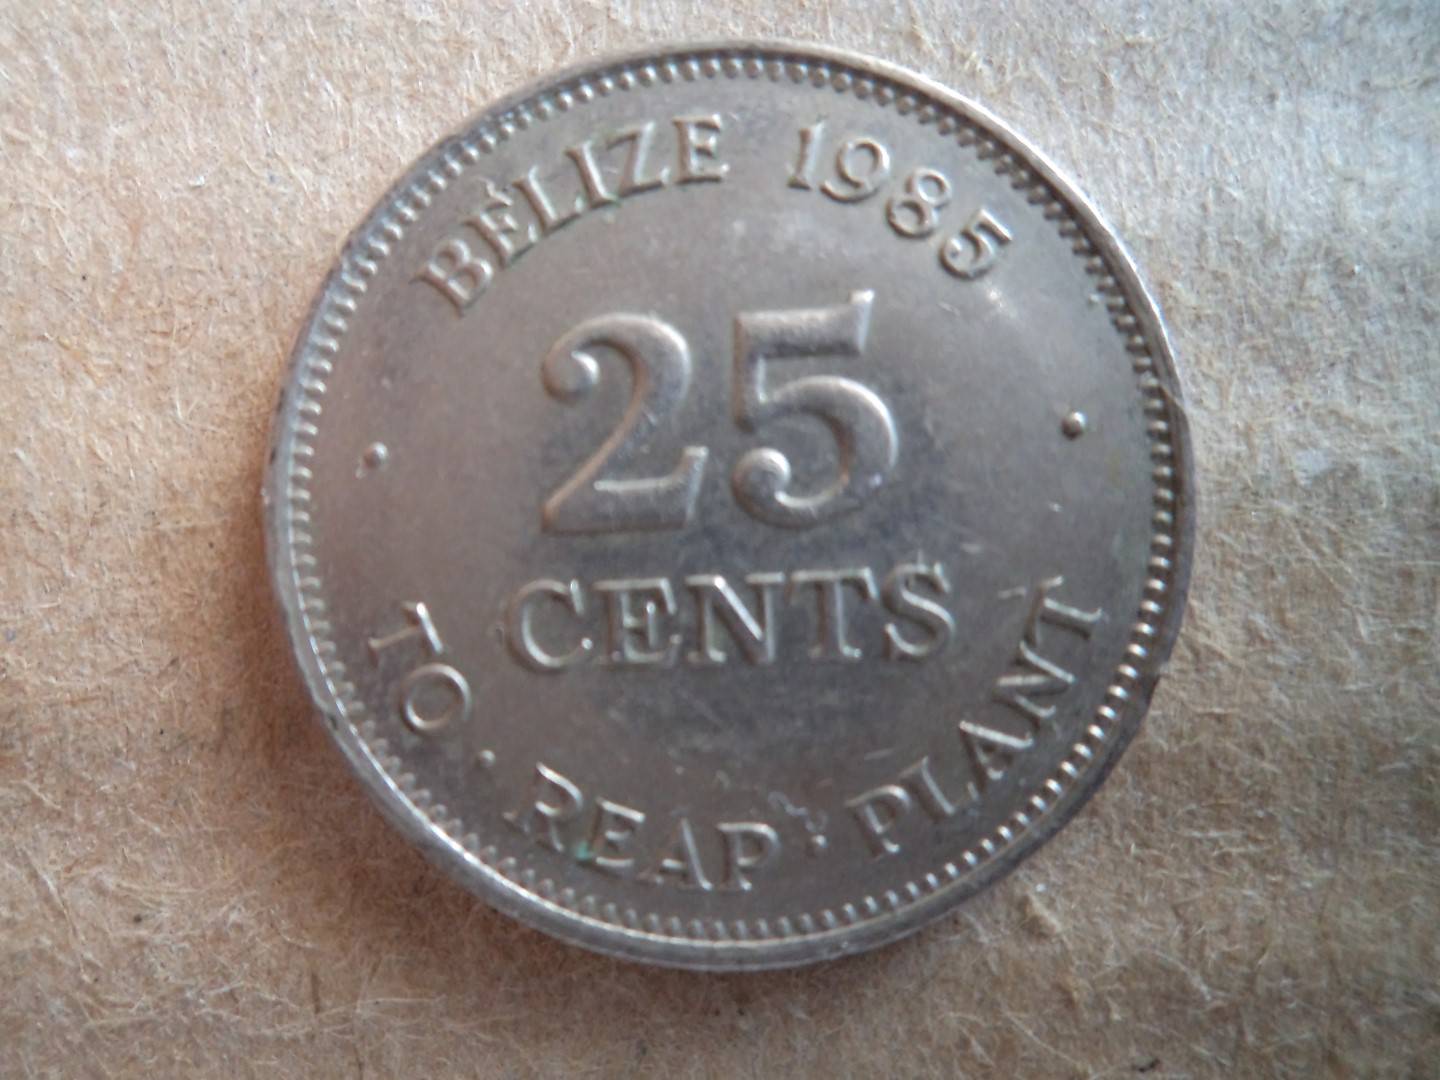 BELIZE 1985
25
CENTS
TO · REAP · PLANT